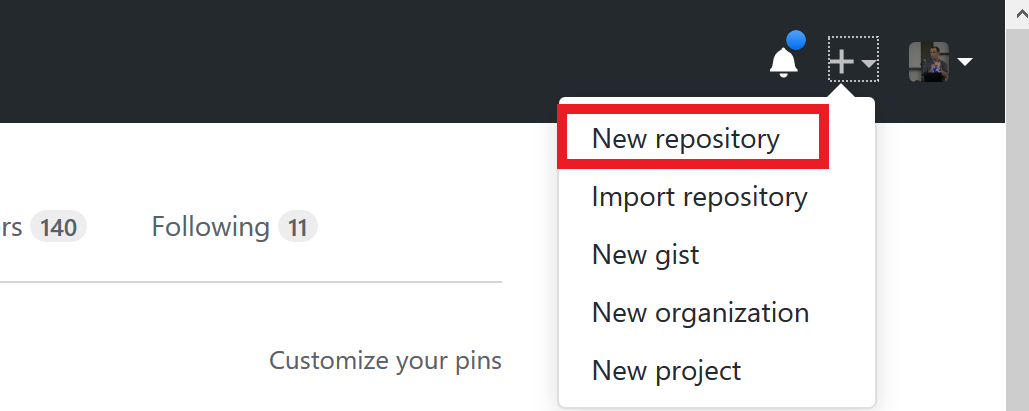 New repository
Import repository
New gist
New organization
New project
rs 140 Following 11
Customize your pins